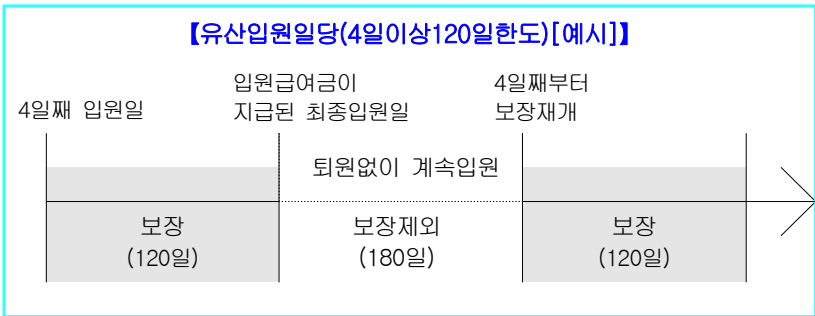 【유산입원일당(4일이상120일한도)[예시]】
4일째 입원일
입원급여금이
지급된 최종입원일
4일째부터
보장재개
퇴원없이 계속입원
보장
(120일)
보장제외
(180일)
보장
(120일)